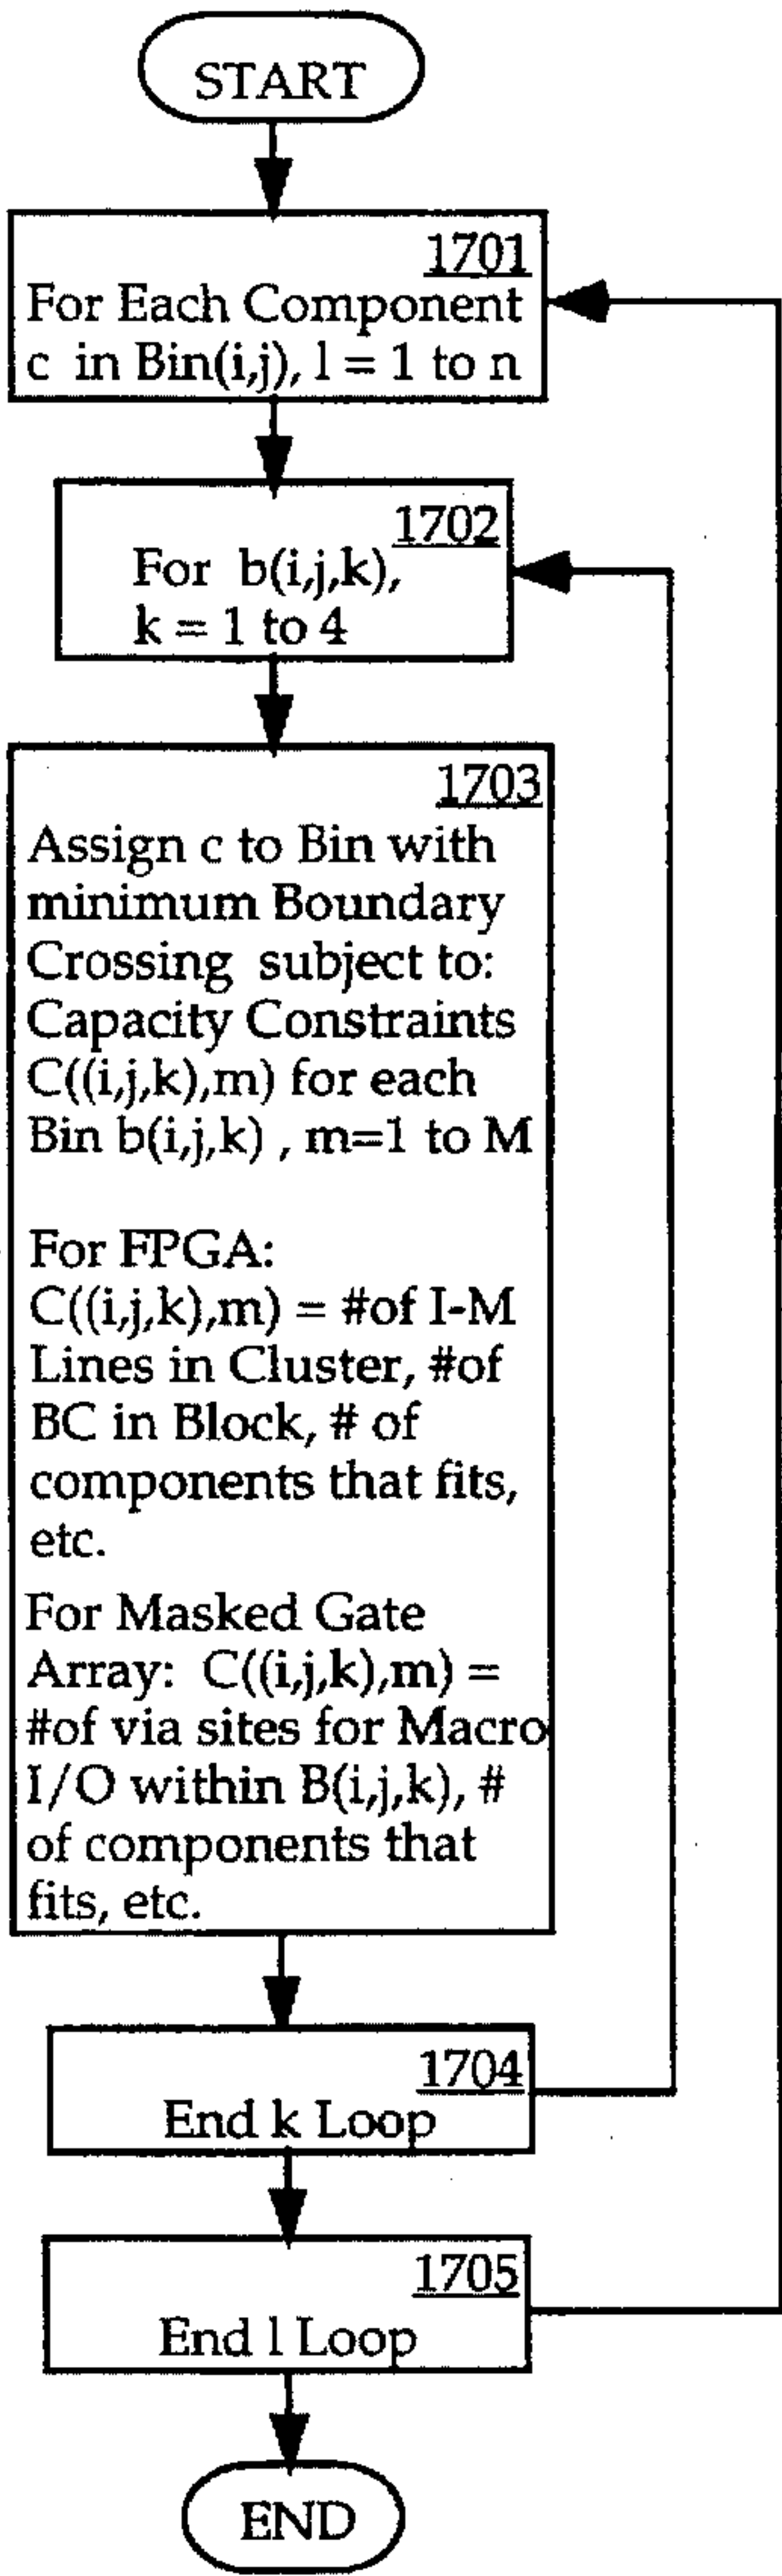 START
1701
For Each Component
c in Bin(i,j), l = 1 to n
1702
For b(i,j,k),
k = 1 to 4
1703
Assign c to Bin with
minimum Boundary
Crossing subject to:
Capacity Constraints
C((i,j,k),m) for each
Bin b(i,j,k) , m=1 to M
For FPGA:
C((i,j,k),m) = #of I-M
Lines in Cluster, #of
BC in Block, # of
components that fits,
etc.
For Masked Gate
Array: C((i,j,k),m) =
#of via sites for Macro
I/O within B(i,j,k), #
of components that
fits, etc.
1704
End k Loop
1705
End l Loop
END